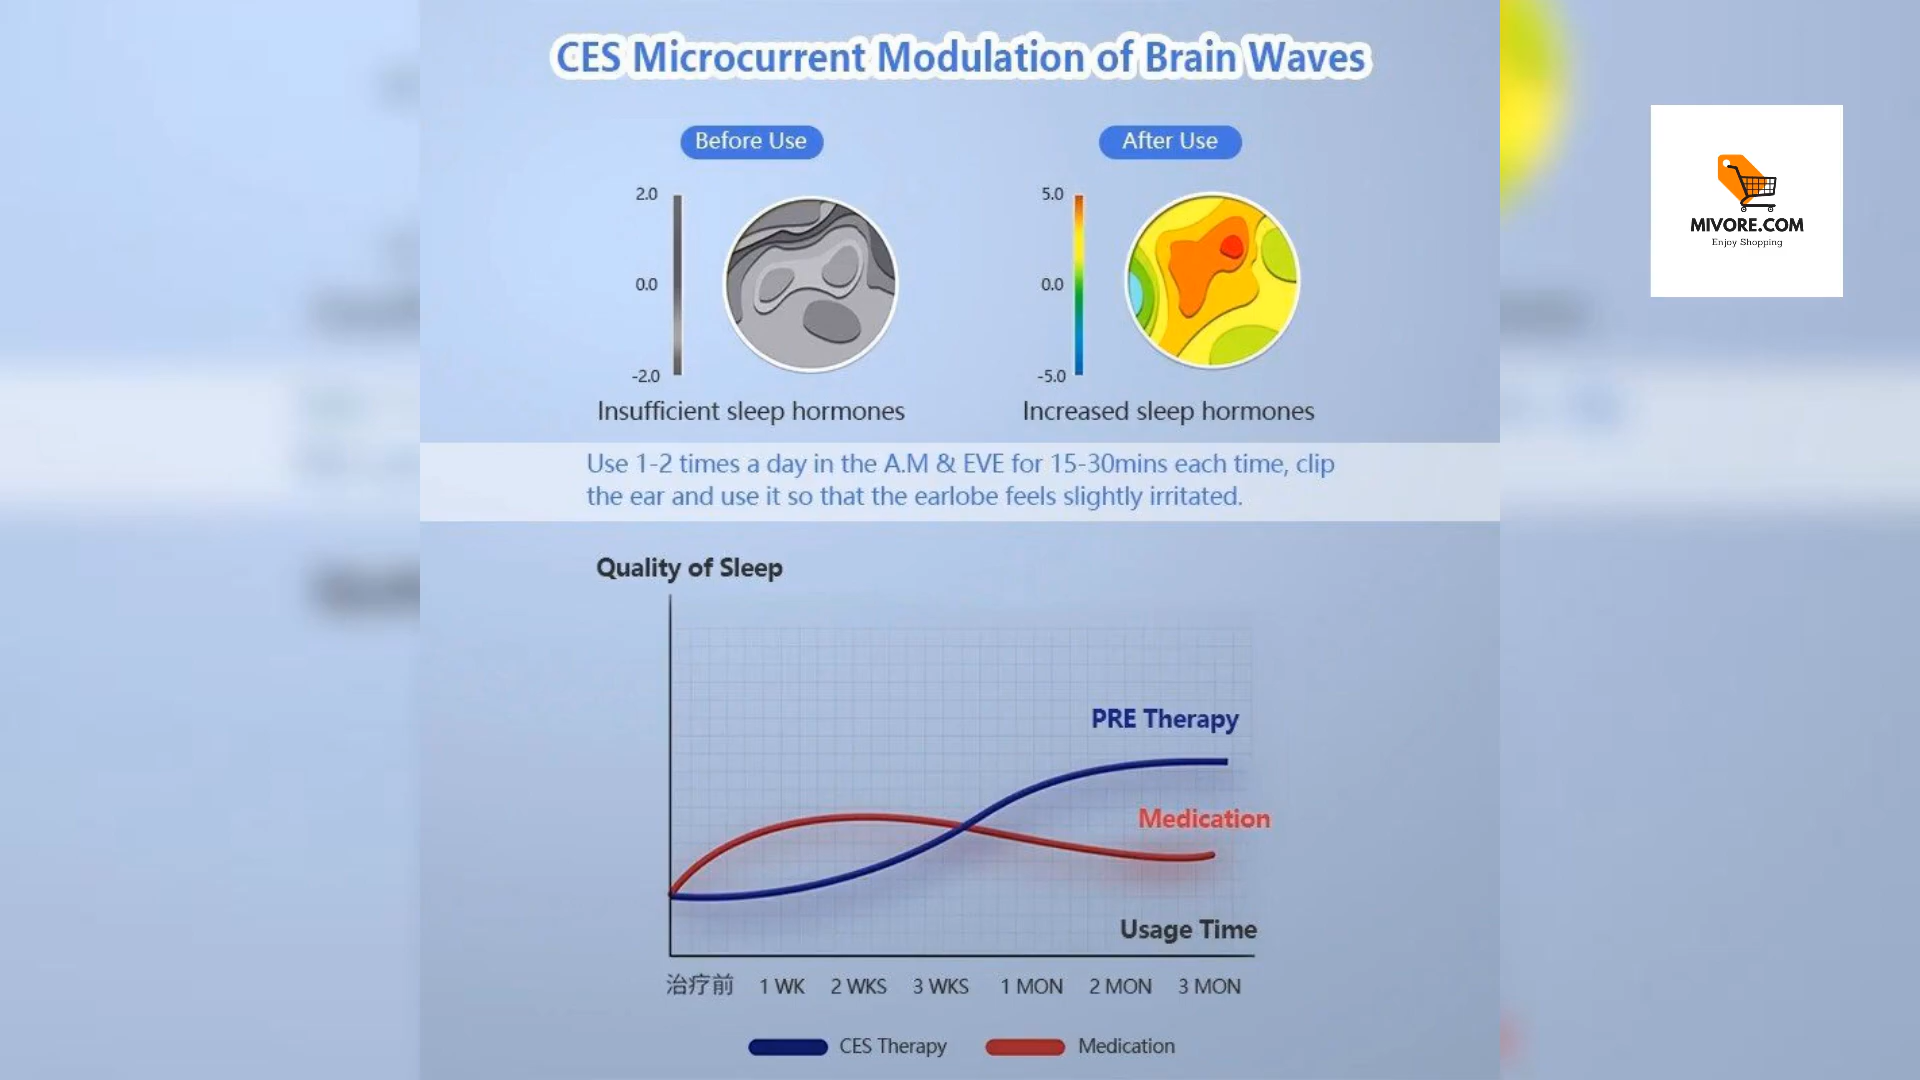 CES Microcurrent Modulation of Brain Waves
Before Use
After Use
2.0
0.0
-2.0
5.0
0.0
-5.0
Insufficient sleep hormones
Increased sleep hormones
MIVORE.COM
Enjoy Shopping
Use 1-2 times a day in the A.M & EVE for 15-30mins each time, clip
the ear and use it so that the earlobe feels slightly irritated.
Quality of Sleep
PRE Therapy
Medication
Usage Time
治疗前 1 WK 2 WKS 3 WKS 1 MON 2 MON 3 MON
CES Therapy Medication